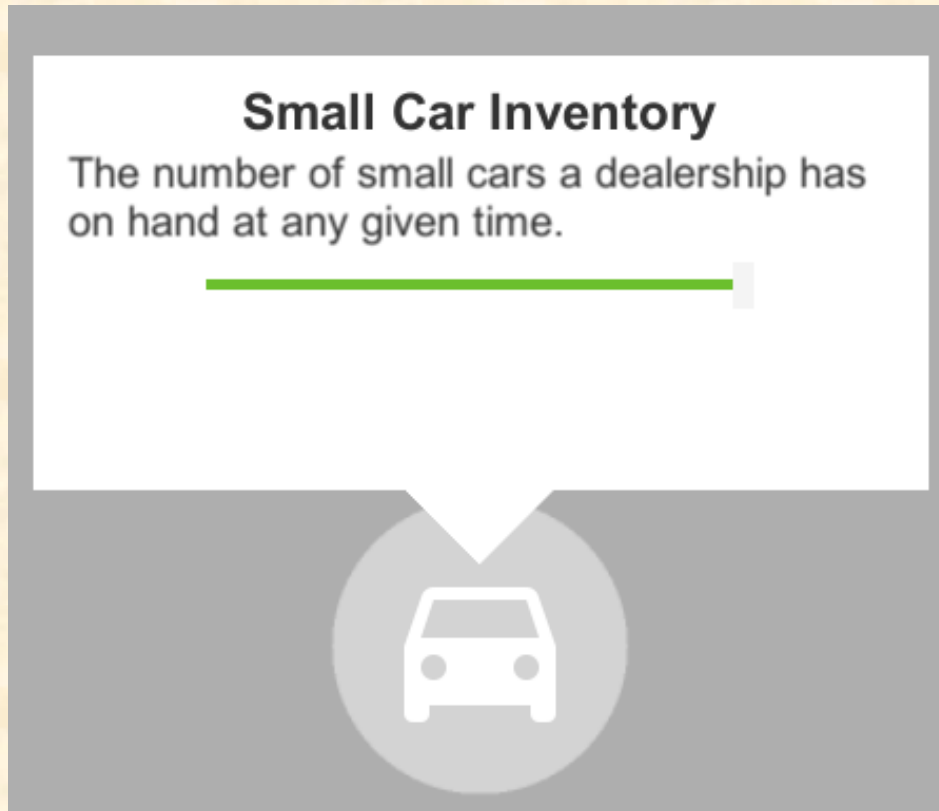 Small Car Inventory
The number of small cars a dealership has
on hand at any given time.